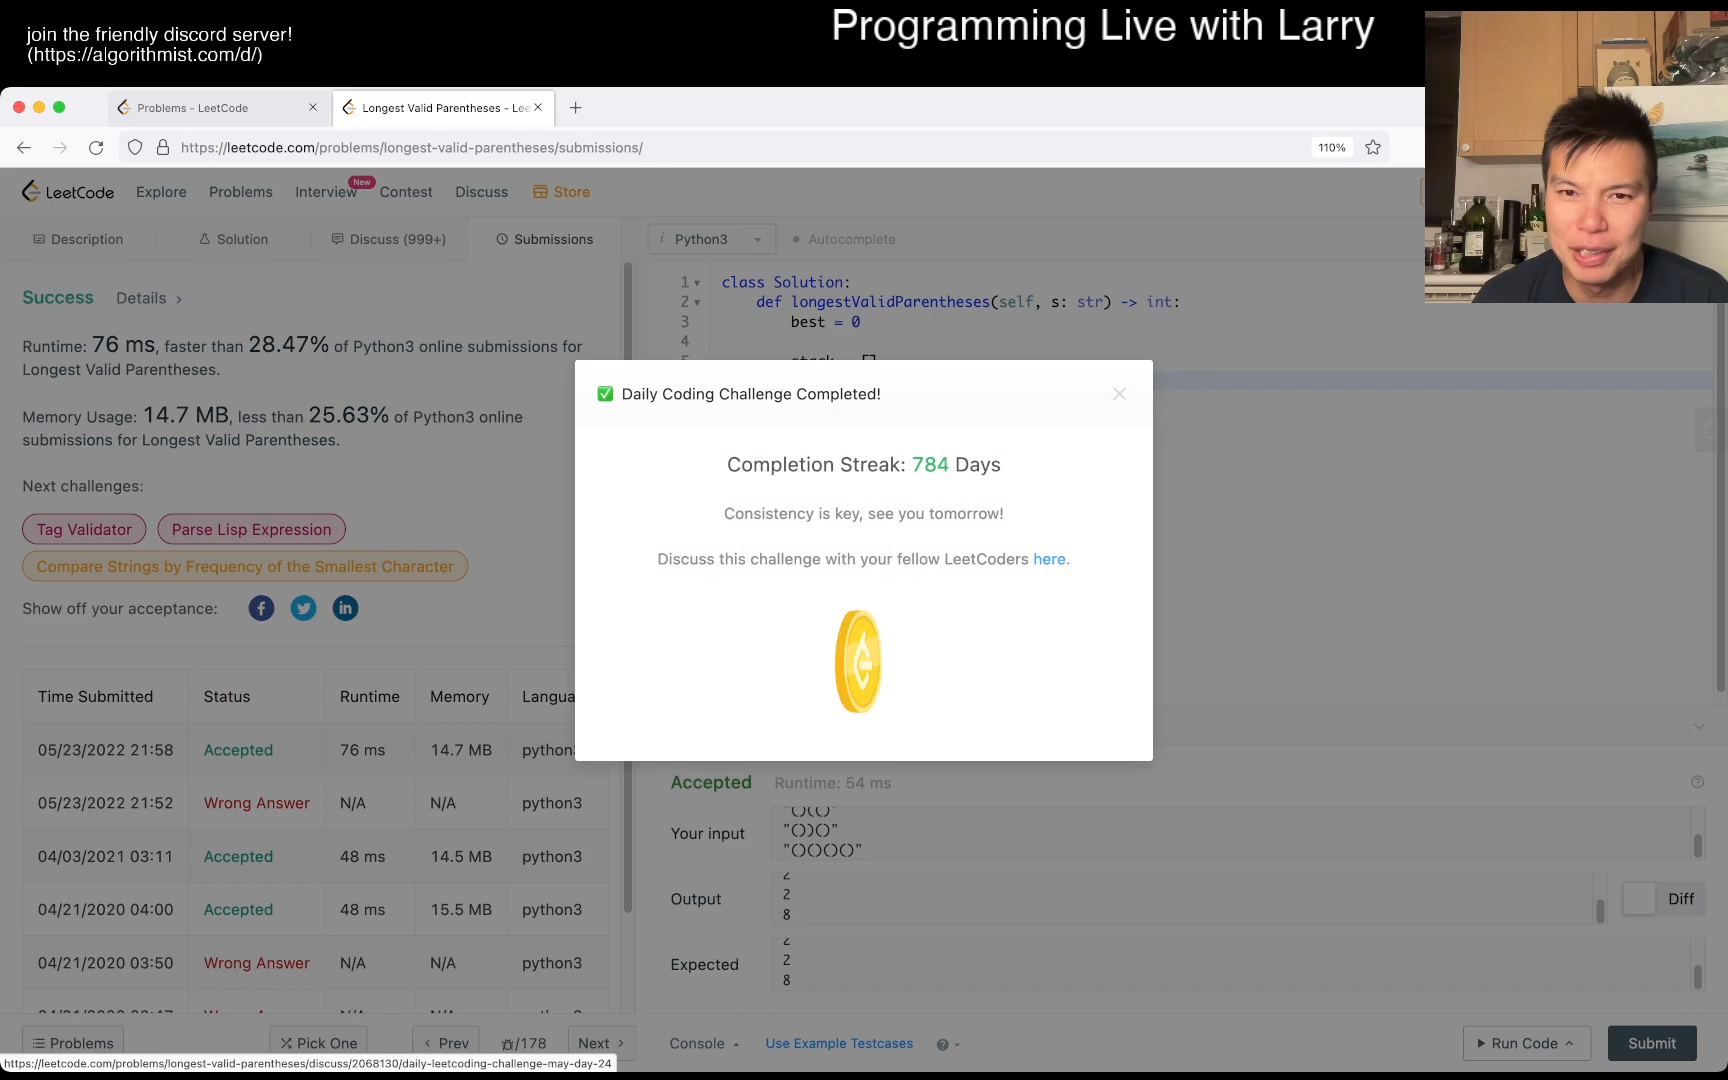 join the friendly discord server!
(https://algorithmist.com/d/)
Programming Live with Larry
Problems - LeetCode
Longest Valid Parentheses - Lee
https://leetcode.com/problems/longest-valid-parentheses/submissions/
110%
LeetCode
Explore
Problems
Interview
New
Contest
Discuss
Store
Description
Solution
Discuss (999+)
Submissions
i Python3
Autocomplete
Success
Details
Runtime: 76 ms, faster than 28.47% of Python3 online submissions for
Longest Valid Parentheses.
Memory Usage: 14.7 MB, less than 25.63% of Python3 online
submissions for Longest Valid Parentheses.
Next challenges:
Tag Validator
Parse Lisp Expression
Compare Strings by Frequency of the Smallest Character
Show off your acceptance:
1 class Solution:
2 def longestValidParentheses(self, s: str) -> int:
3 best = 0
4
5 stack = []
Daily Coding Challenge Completed!
Completion Streak: 784 Days
Consistency is key, see you tomorrow!
Discuss this challenge with your fellow LeetCoders here.
Time Submitted Status Runtime Memory Langua
05/23/2022 21:58 Accepted 76 ms 14.7 MB python3
05/23/2022 21:52 Wrong Answer N/A N/A python3
04/03/2021 03:11 Accepted 48 ms 14.5 MB python3
04/21/2020 04:00 Accepted 48 ms 15.5 MB python3
04/21/2020 03:50 Wrong Answer N/A N/A python3
Accepted
Runtime: 54 ms
Your input
"()(()"
"())()"
"()()()()"
Output
2
2
8
Diff
Expected
2
2
8
Problems
Pick One
Prev
/178
Next
Console
Use Example Testcases
Run Code
Submit
https://leetcode.com/problems/longest-valid-parentheses/discuss/2068130/daily-leetcoding-challenge-may-day-24